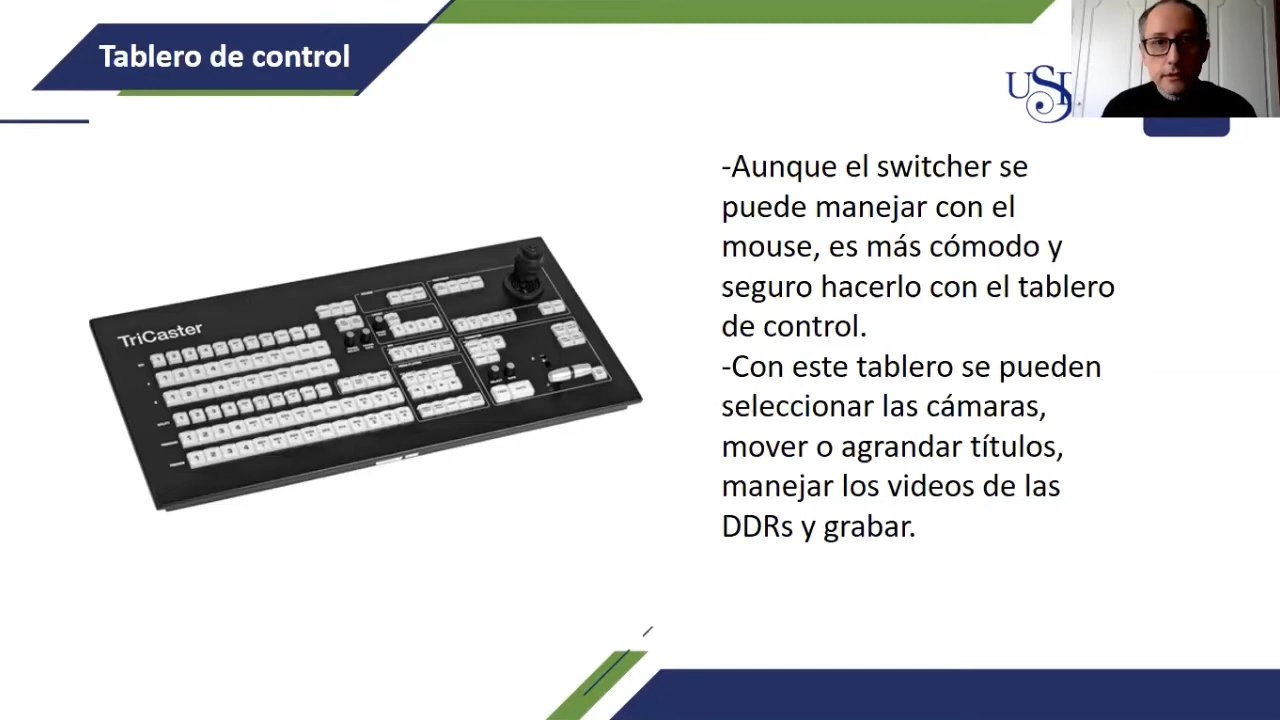 Tablero de control
USI
-Aunque el switcher se
puede manejar con el
mouse, es más cómodo y
seguro hacerlo con el tablero
de control.
-Con este tablero se pueden
seleccionar las cámaras,
mover o agrandar títulos,
manejar los videos de las
DDRs y grabar.
TriCaster